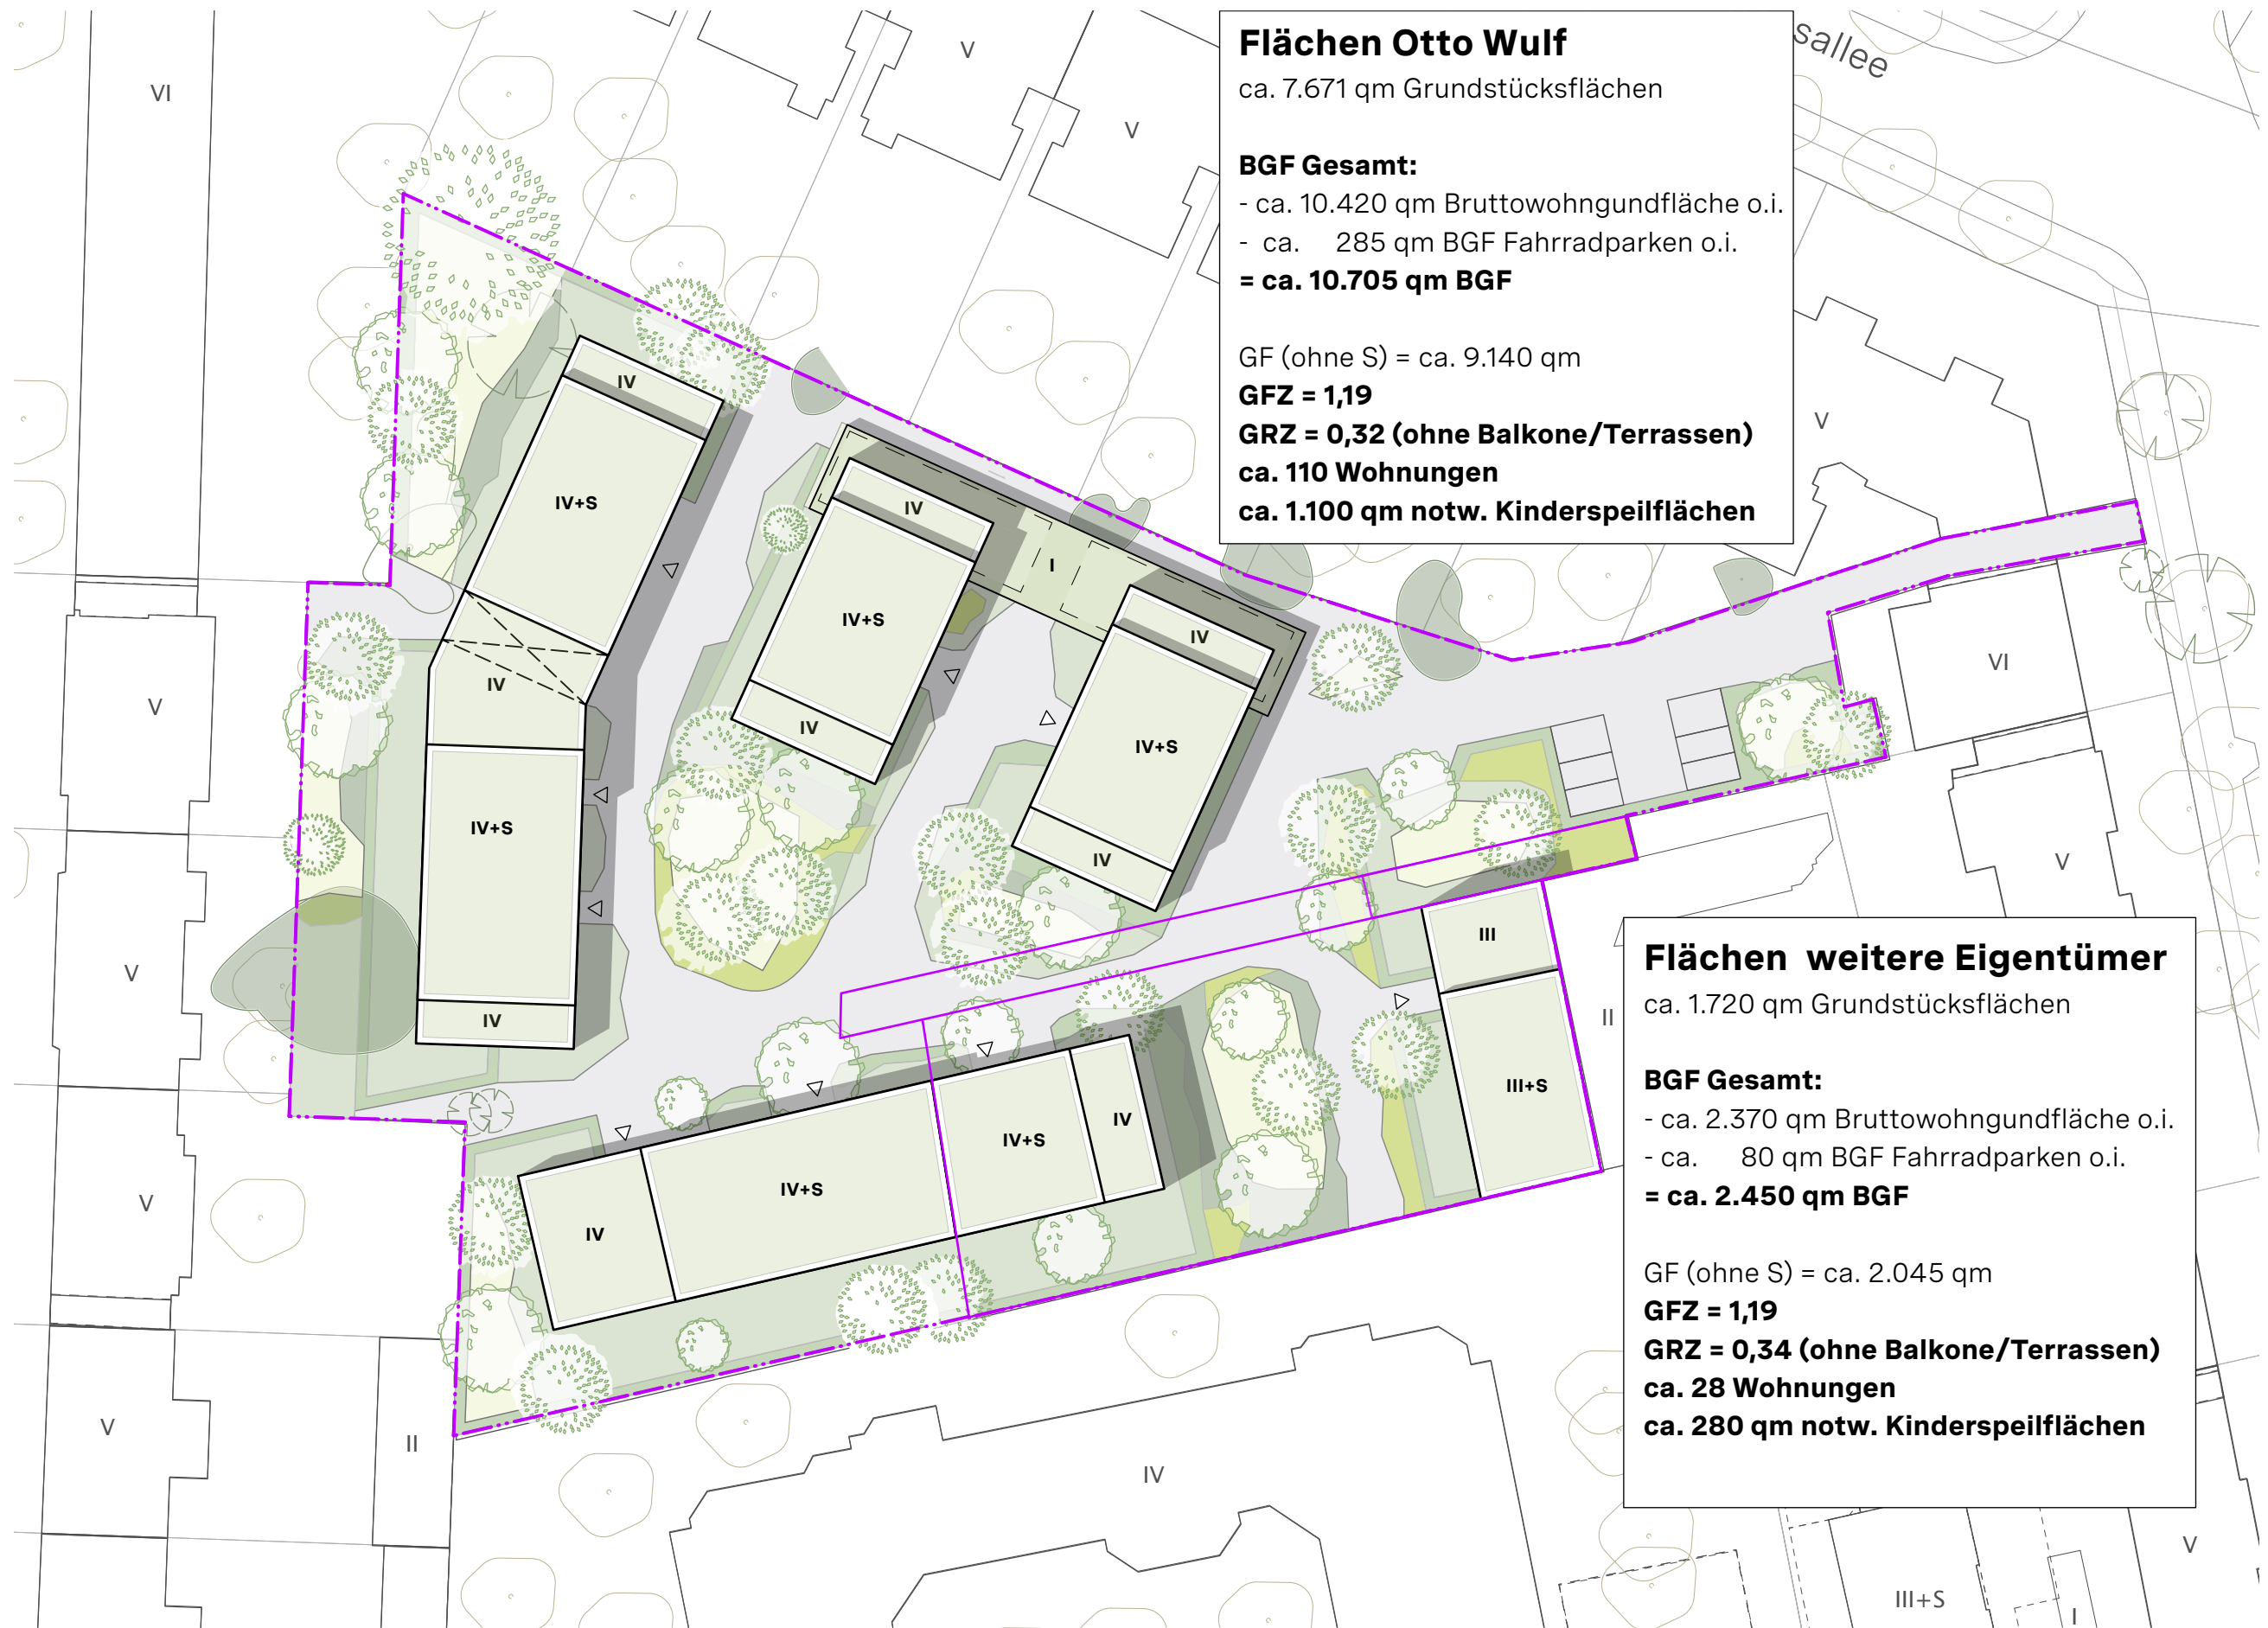 Flächen Otto Wulf
ca. 7.671 qm Grundstücksflächen
BGF Gesamt:
- ca. 10.420 qm Bruttowohngundfläche o.i.
- ca. 285 qm BGF Fahrradparken o.i.
= ca. 10.705 qm BGF
GF (ohne S) = ca. 9.140 qm
GFZ = 1,19
GRZ = 0,32 (ohne Balkone/Terrassen)
ca. 110 Wohnungen
ca. 1.100 qm notw. Kinderspeilflächen
sallee
VI
V
V
V
IV
IV+S
IV
IV+S
IV
I
IV
IV+S
IV
IV
IV+S
IV
VI
V
V
V
V
V
II
IV
IV+S
IV+S
IV
III
III+S
II
V
IV
Flächen weitere Eigentümer
ca. 1.720 qm Grundstücksflächen
BGF Gesamt:
- ca. 2.370 qm Bruttowohngundfläche o.i.
- ca. 80 qm BGF Fahrradparken o.i.
= ca. 2.450 qm BGF
GF (ohne S) = ca. 2.045 qm
GFZ = 1,19
GRZ = 0,34 (ohne Balkone/Terrassen)
ca. 28 Wohnungen
ca. 280 qm notw. Kinderspeilflächen
III+S
I
V